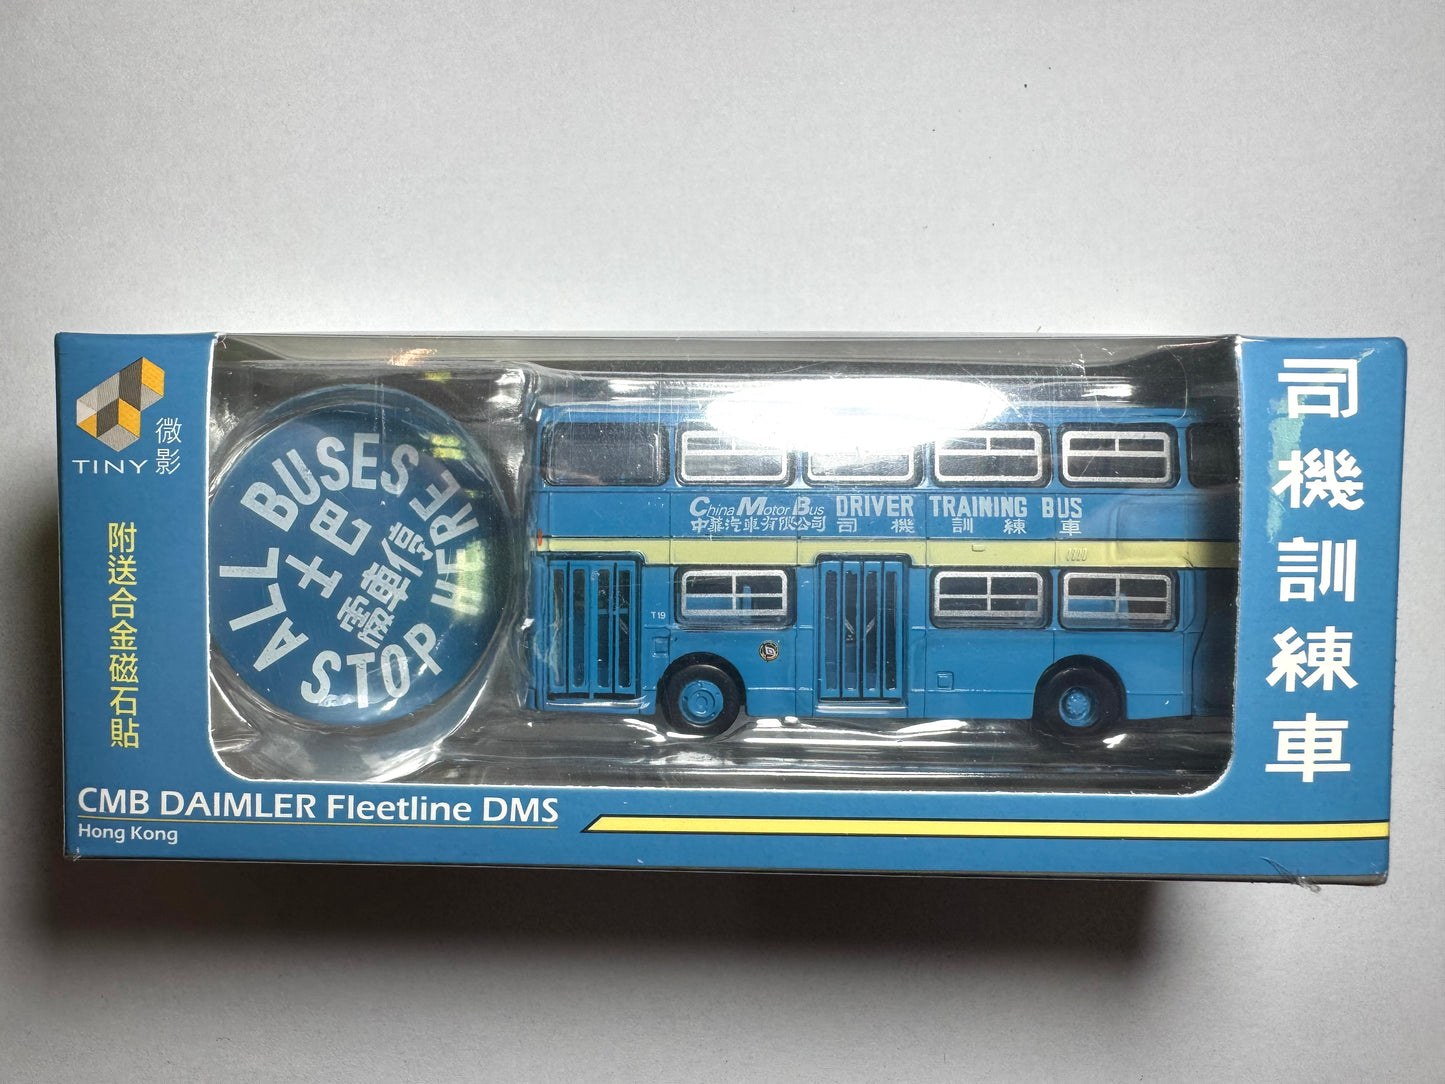 TINY
微影
附送合金磁石貼
ALL BUSES
STOP HERE
巴士
需要停
China Motor Bus DRIVER TRAINING BUS
中華汽車有限公司 司機訓練車
T19
司機訓練車
CMB DAIMLER Fleetline DMS
Hong Kong